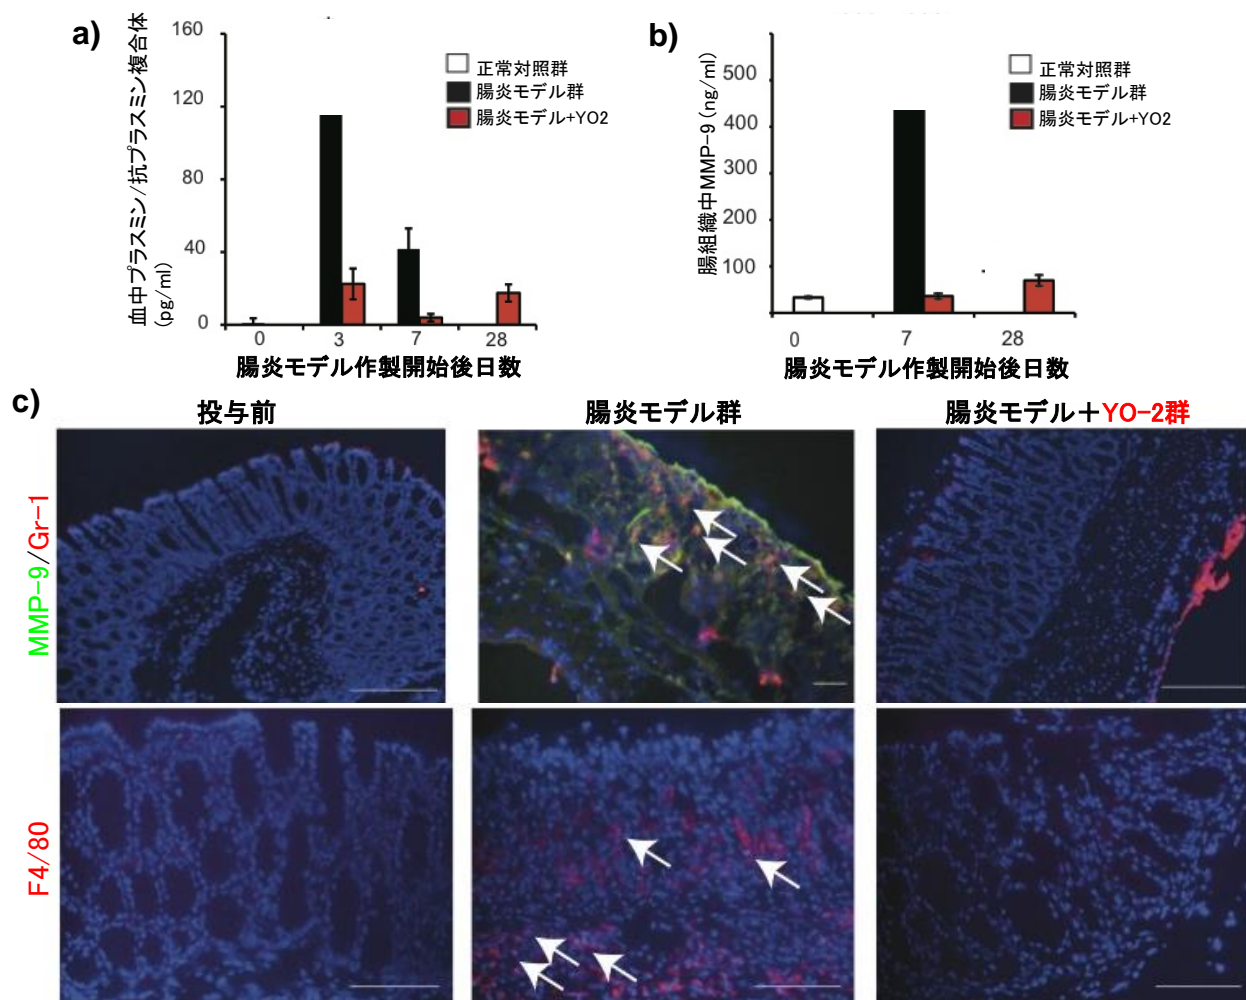 a)
160
120
80
40
0
血中プラスミン/抗プラスミン複合体
(pg/ml)
正常対照群
腸炎モデル群
腸炎モデル+YO2
0 3 7 28
腸炎モデル作製開始後日数
b)
500
400
300
200
100
腸組織中MMP-9 (ng/ml)
正常対照群
腸炎モデル群
腸炎モデル+YO2
0 7 28
腸炎モデル作製開始後日数
c)
投与前 腸炎モデル群 腸炎モデル+YO-2群
MMP-9/Gr-1
F4/80